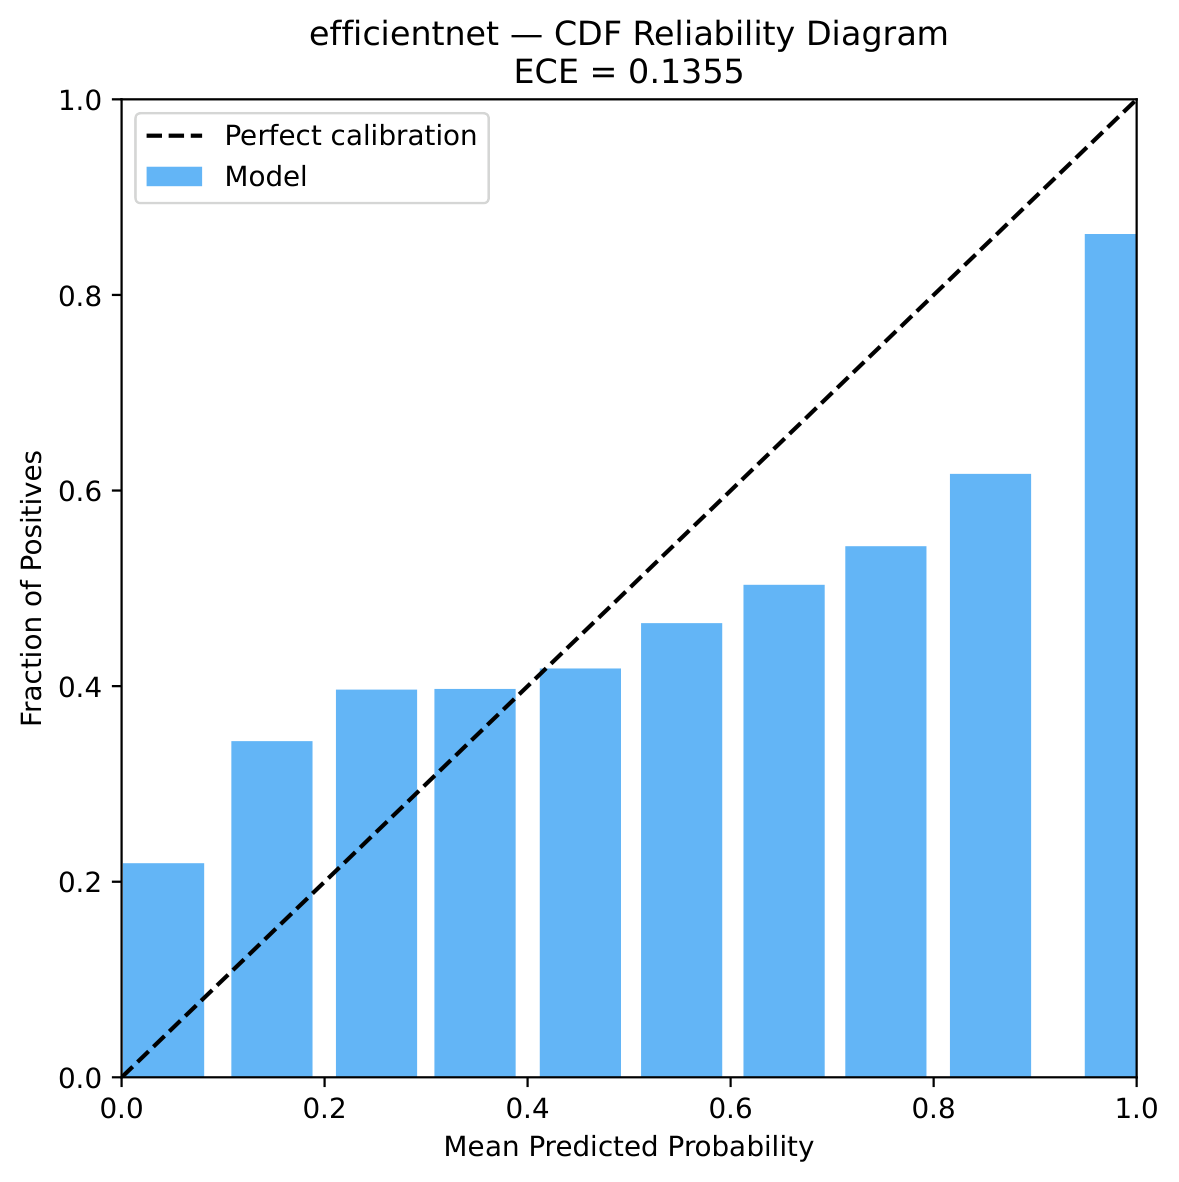 efficientnet — CDF Reliability Diagram
ECE = 0.1355
Perfect calibration
Model
1.0
0.8
0.6
0.4
0.2
0.0
Fraction of Positives
0.0 0.2 0.4 0.6 0.8 1.0
Mean Predicted Probability